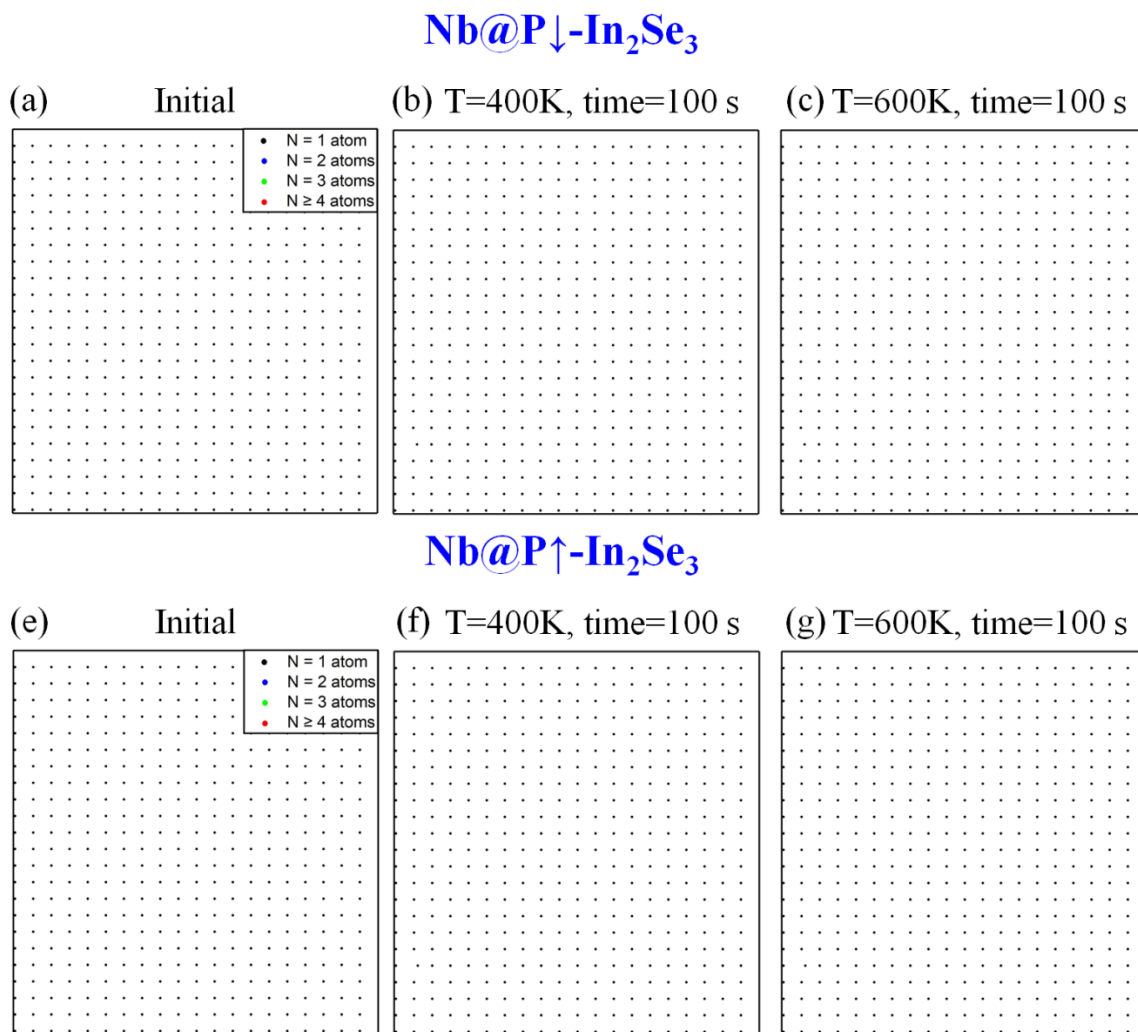 Nb@P↓-In₂Se₃
(a) Initial
(b) T=400K, time=100 s
(c) T=600K, time=100 s
N = 1 atom
N = 2 atoms
N = 3 atoms
N ≥ 4 atoms
Nb@P↑-In₂Se₃
(e) Initial
(f) T=400K, time=100 s
(g) T=600K, time=100 s
N = 1 atom
N = 2 atoms
N = 3 atoms
N ≥ 4 atoms